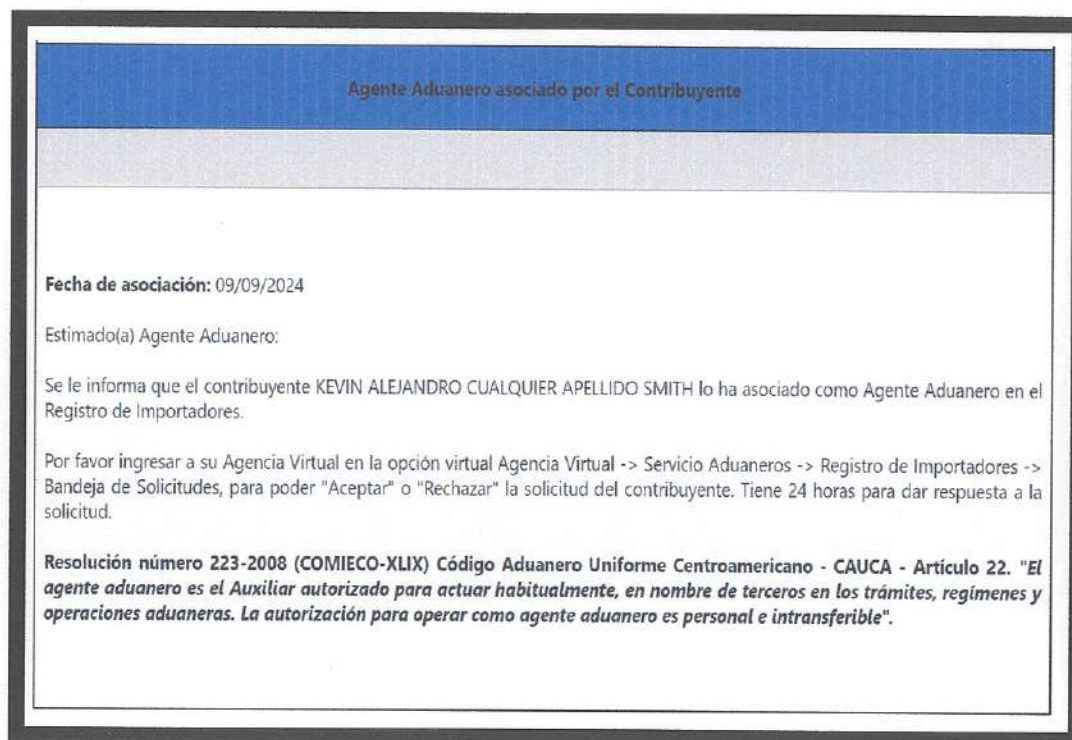 Agente Aduanero asociado por el Contribuyente
Fecha de asociación: 09/09/2024
Estimado(a) Agente Aduanero:
Se le informa que el contribuyente KEVIN ALEJANDRO CUALQUIER APELLIDO SMITH lo ha asociado como Agente Aduanero en el
Registro de Importadores.
Por favor ingresar a su Agencia Virtual en la opción virtual Agencia Virtual -> Servicio Aduaneros -> Registro de Importadores ->
Bandeja de Solicitudes, para poder "Aceptar" o "Rechazar" la solicitud del contribuyente. Tiene 24 horas para dar respuesta a la
solicitud.
Resolución número 223-2008 (COMIECO-XLIX) Código Aduanero Uniforme Centroamericano - CAUCA - Artículo 22. "El
agente aduanero es el Auxiliar autorizado para actuar habitualmente, en nombre de terceros en los trámites, regímenes y
operaciones aduaneras. La autorización para operar como agente aduanero es personal e intransferible".